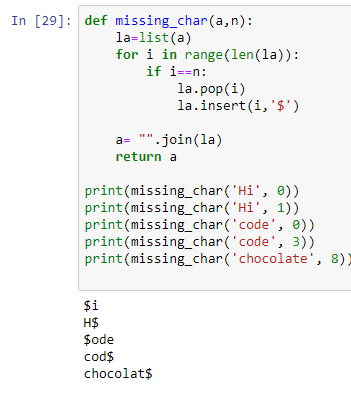 In [29]: def missing_char(a,n):
    la=list(a)
    for i in range(len(la)):
        if i==n:
            la.pop(i)
            la.insert(i,'$')
    a= "".join(la)
    return a
print(missing_char('Hi', 0))
print(missing_char('Hi', 1))
print(missing_char('code', 0))
print(missing_char('code', 3))
print(missing_char('chocolate', 8))
$i
H$
$ode
cod$
chocolat$